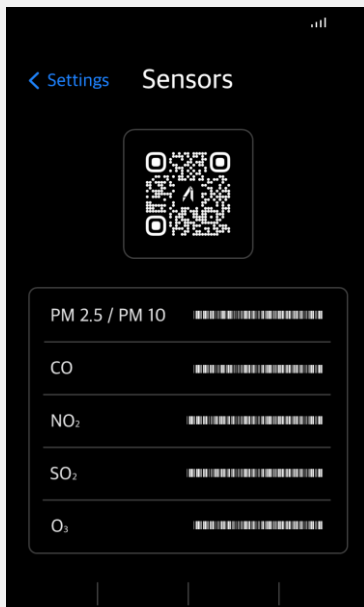 Settings
Sensors
PM 2.5 / PM 10
CO
NO₂
SO₂
O₃